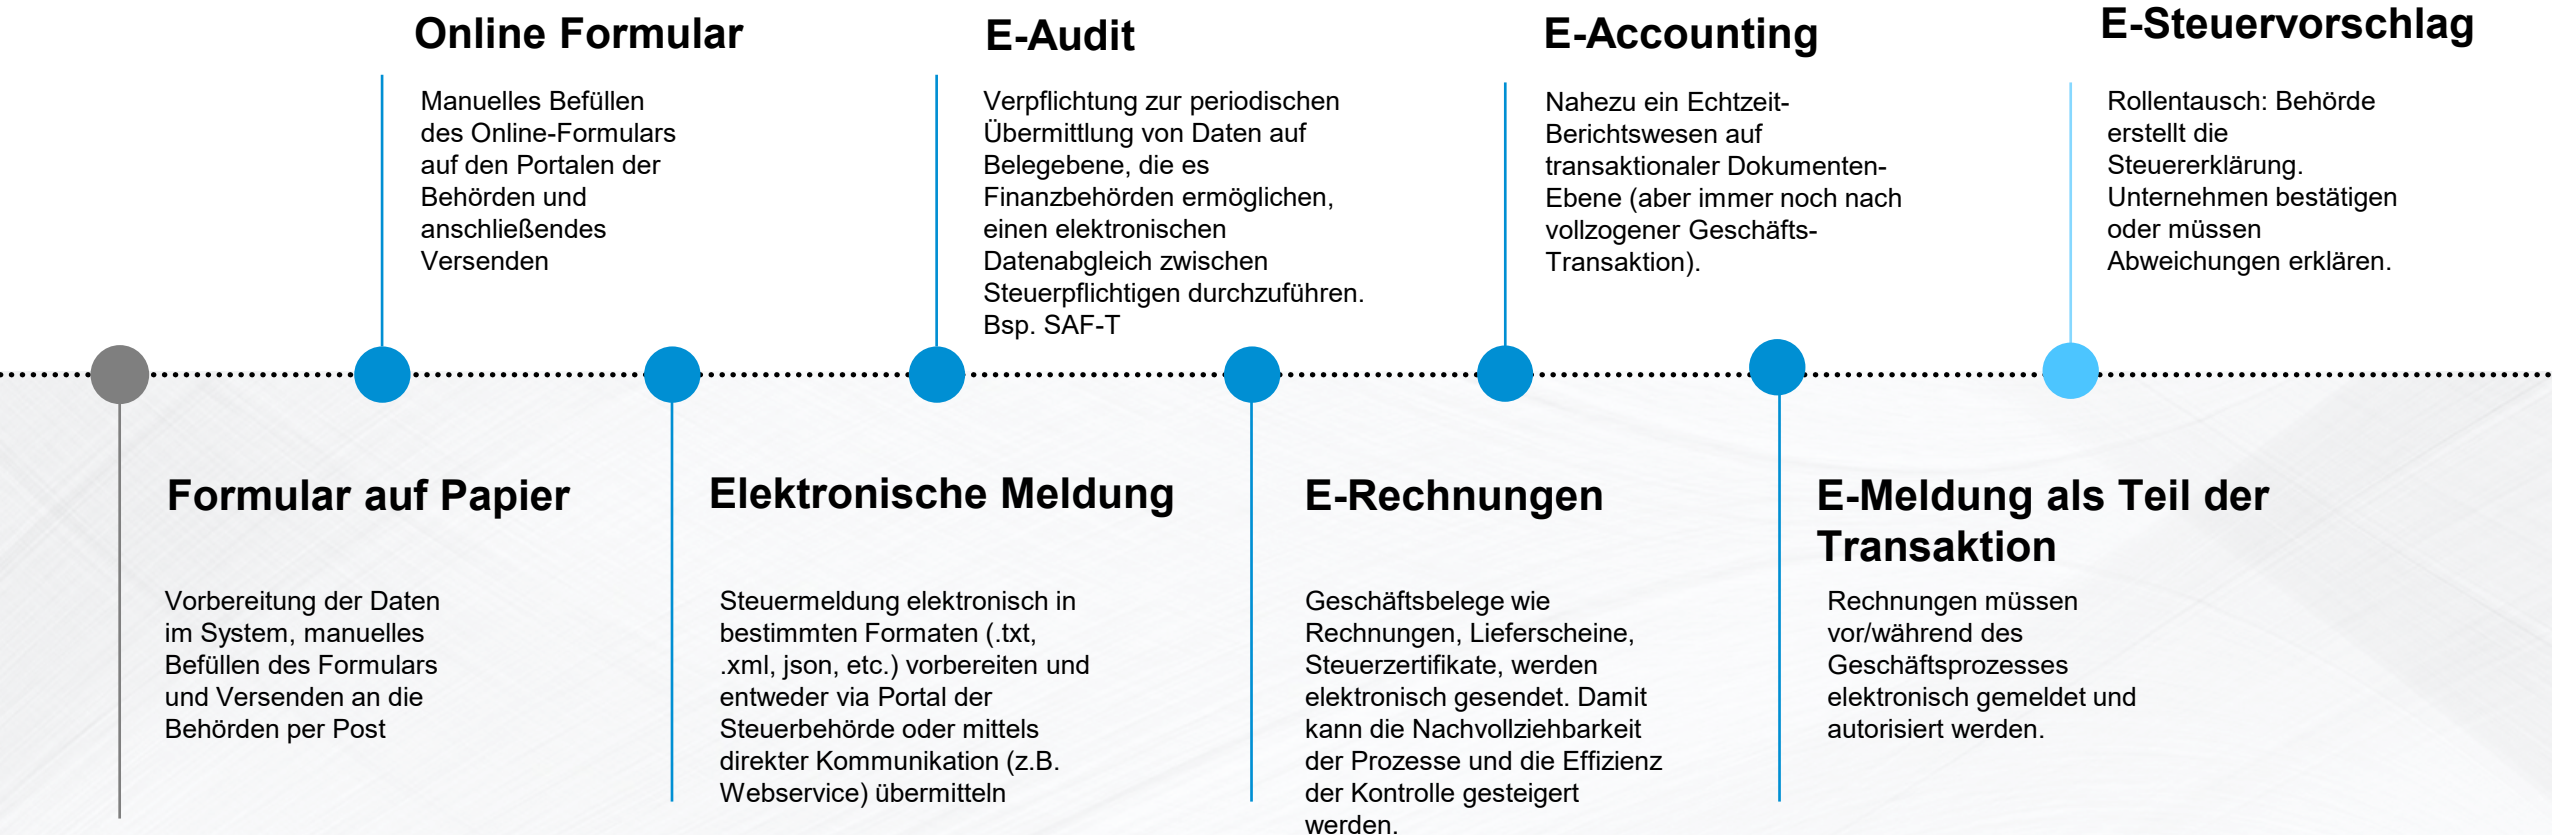 Online Formular
Manuelles Befüllen
des Online-Formulars
auf den Portalen der
Behörden und
anschließendes
Versenden
E-Audit
Verpflichtung zur periodischen
Übermittlung von Daten auf
Belegebene, die es
Finanzbehörden ermöglichen,
einen elektronischen
Datenabgleich zwischen
Steuerpflichtigen durchzuführen.
Bsp. SAF-T
E-Accounting
Nahezu ein Echtzeit-
Berichtswesen auf
transaktionaler Dokumenten-
Ebene (aber immer noch nach
vollzogener Geschäfts-
Transaktion).
E-Steuervorschlag
Rollentausch: Behörde
erstellt die
Steuererklärung.
Unternehmen bestätigen
oder müssen
Abweichungen erklären.
Formular auf Papier
Vorbereitung der Daten
im System, manuelles
Befüllen des Formulars
und Versenden an die
Behörden per Post
Elektronische Meldung
Steuermeldung elektronisch in
bestimmten Formaten (.txt,
.xml, json, etc.) vorbereiten und
entweder via Portal der
Steuerbehörde oder mittels
direkter Kommunikation (z.B.
Webservice) übermitteln
E-Rechnungen
Geschäftsbelege wie
Rechnungen, Lieferscheine,
Steuerzertifikate, werden
elektronisch gesendet. Damit
kann die Nachvollziehbarkeit
der Prozesse und die Effizienz
der Kontrolle gesteigert
werden.
E-Meldung als Teil der
Transaktion
Rechnungen müssen
vor/während des
Geschäftsprozesses
elektronisch gemeldet und
autorisiert werden.